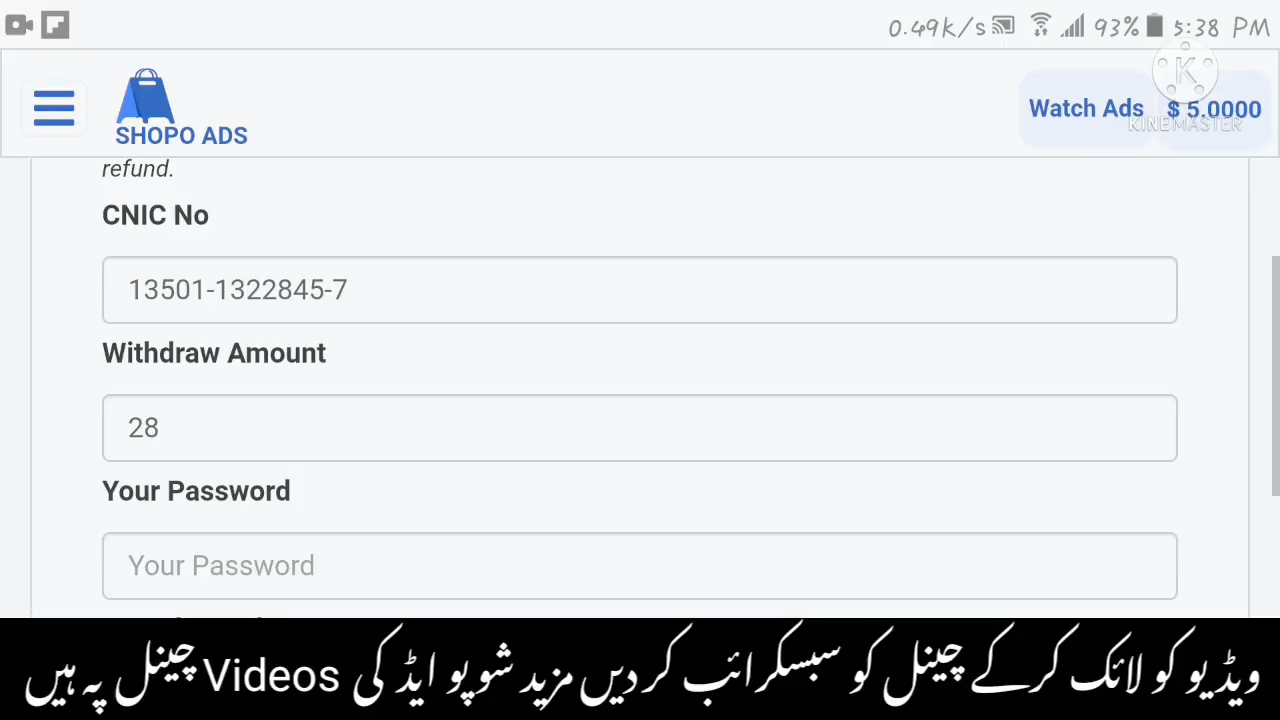 0.49K/s 93% 5:38 PM
SHOPO ADS
Watch Ads $ 5.0000
K
KINEMASTER
refund.
CNIC No
13501-1322845-7
Withdraw Amount
28
Your Password
Your Password
ویڈیو کو لائک کر کے چینل کو سبسکرائب کر دیں مزید شوپو ایڈ کی Videos چینل پہ ہیں